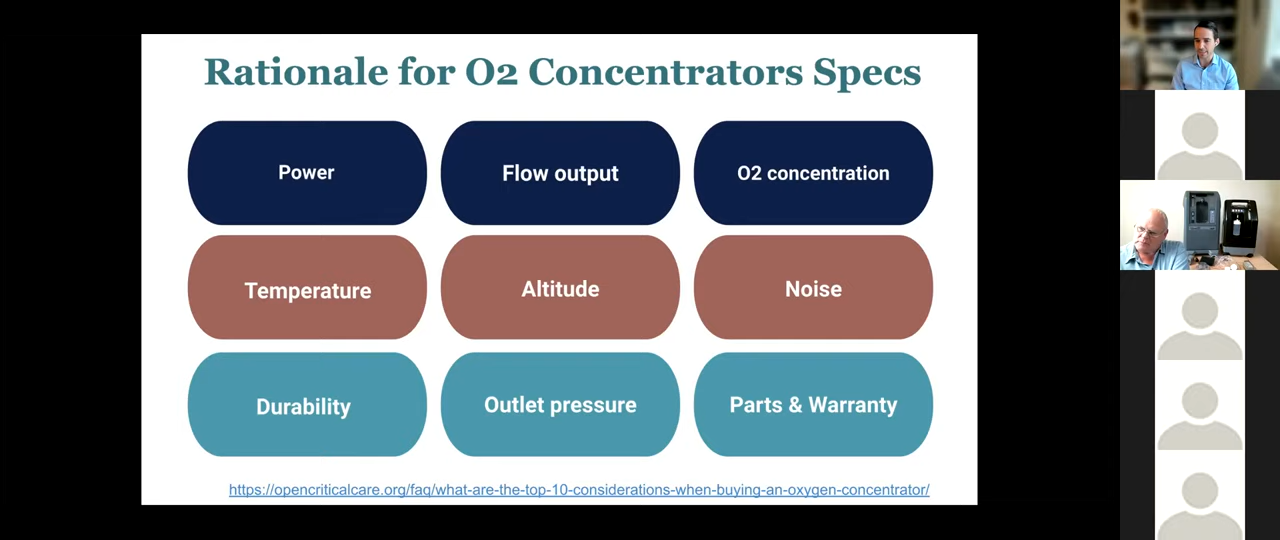 Rationale for O2 Concentrators Specs
Power
Flow output
O2 concentration
Temperature
Altitude
Noise
Durability
Outlet pressure
Parts & Warranty
https://opencriticalcare.org/faq/what-are-the-top-10-considerations-when-buying-an-oxygen-concentrator/